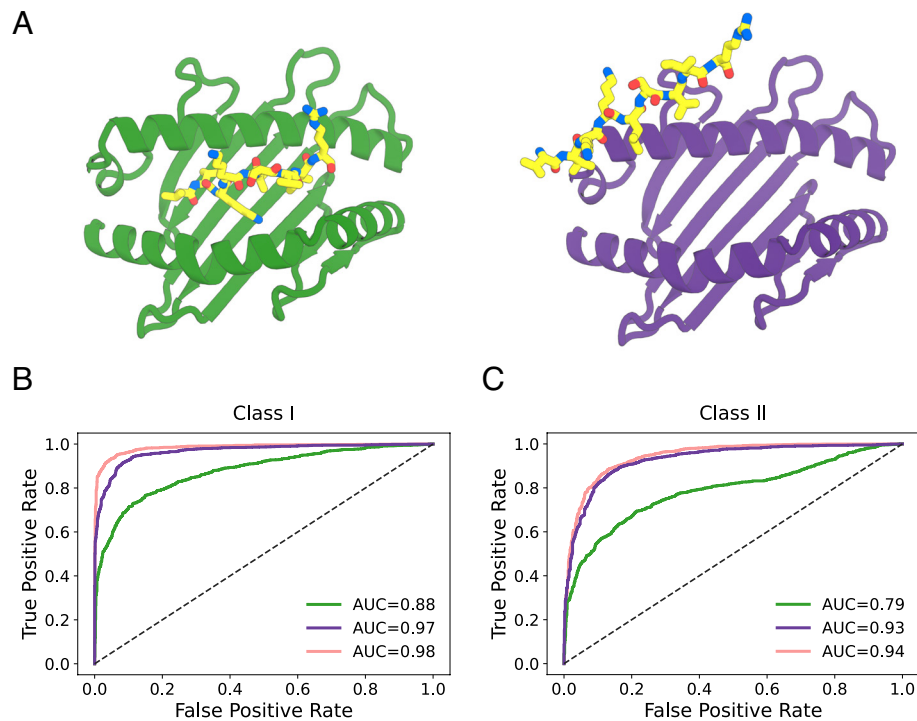 A
B
Class I
1.0
0.8
0.6
0.4
0.2
0.0
True Positive Rate
AUC=0.88
AUC=0.97
AUC=0.98
0.0 0.2 0.4 0.6 0.8 1.0
False Positive Rate
C
Class II
1.0
0.8
0.6
0.4
0.2
0.0
True Positive Rate
AUC=0.79
AUC=0.93
AUC=0.94
0.0 0.2 0.4 0.6 0.8 1.0
False Positive Rate